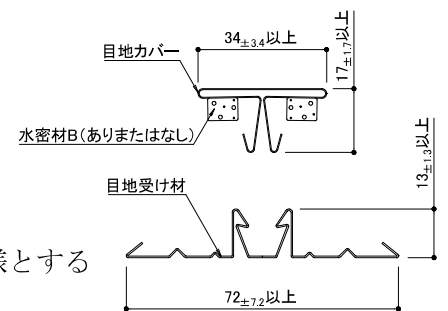 34±3.4以上
目地カバー
17±1.7以上
水密材B(ありまたはなし)
目地受け材
13±1.3以上
とする
72±7.2以上